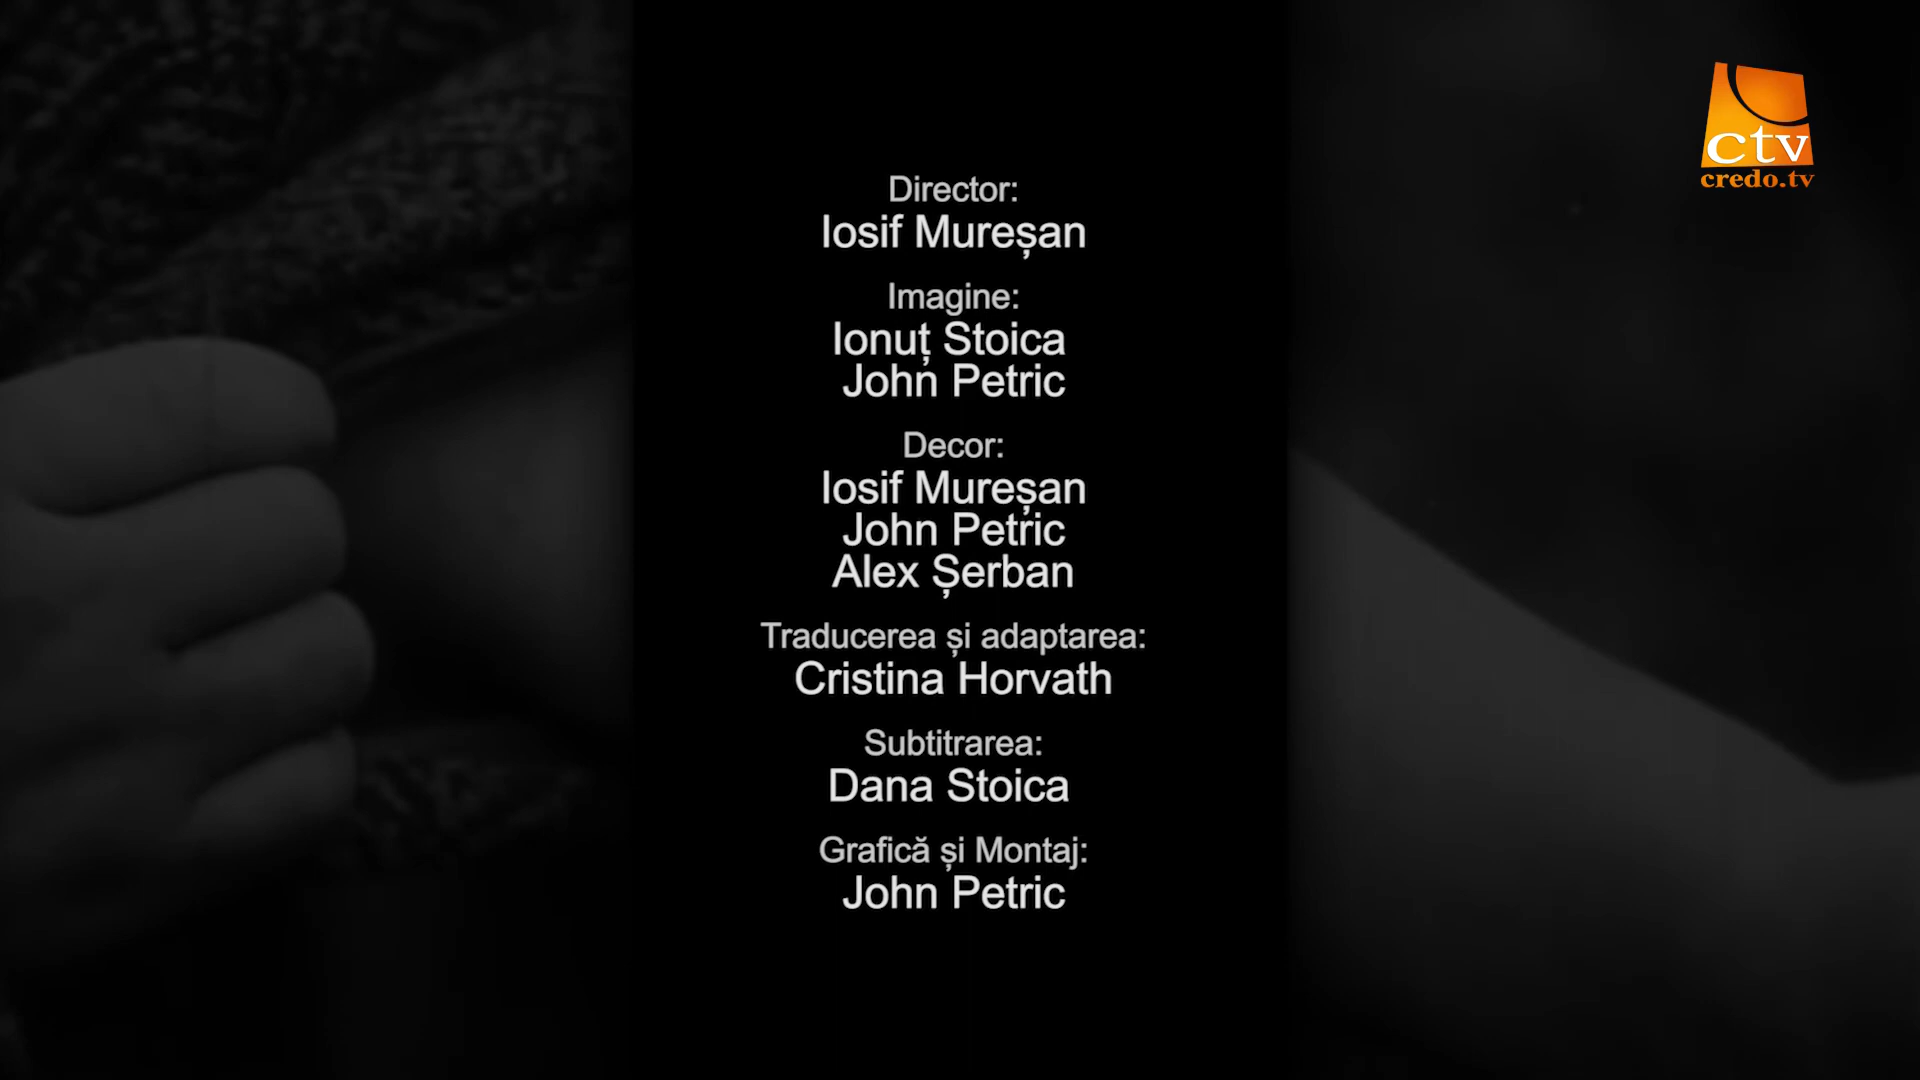 ctv
credo.tv
Director:
Iosif Mureșan
Imagine:
Ionuț Stoica
John Petric
Decor:
Iosif Mureșan
John Petric
Alex Șerban
Traducerea și adaptarea:
Cristina Horvath
Subtitrarea:
Dana Stoica
Grafică și Montaj:
John Petric